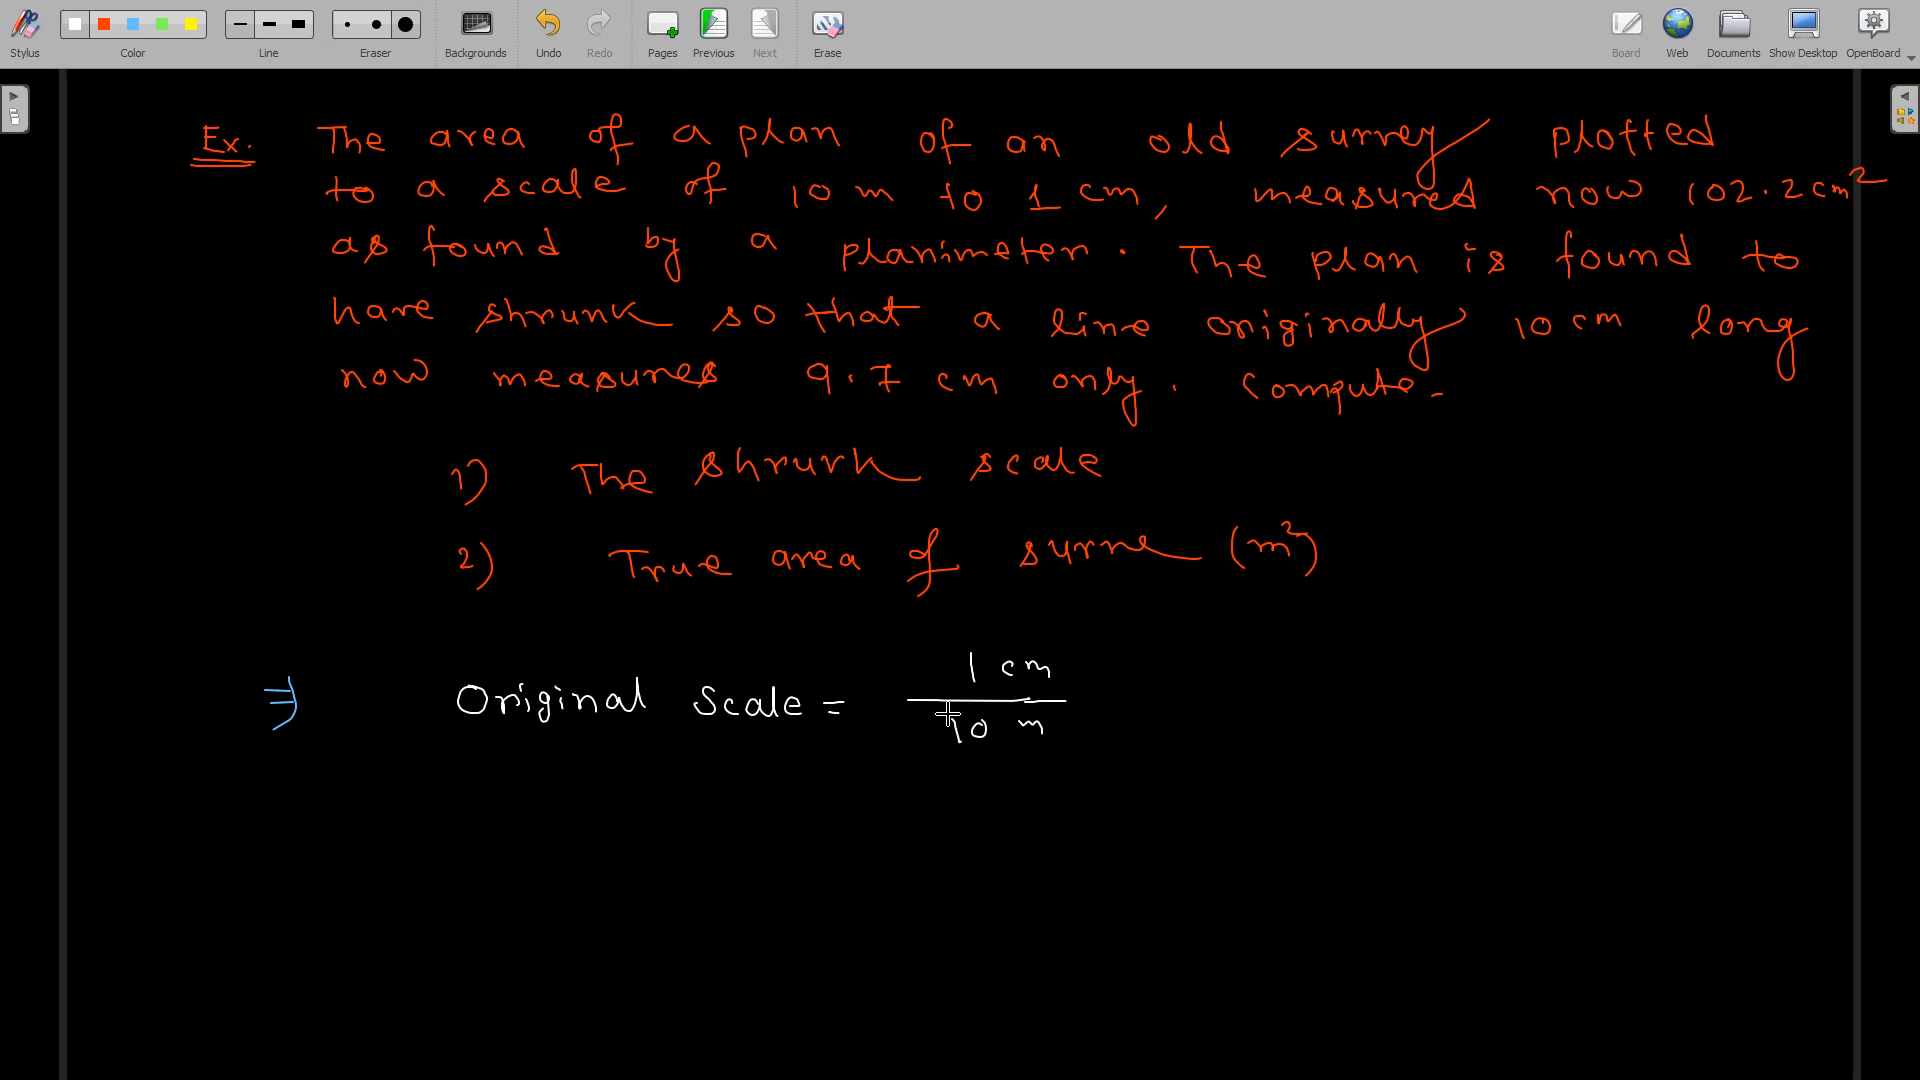 Stylus Color Line Eraser Backgrounds Undo Redo Pages Previous Next Erase Board Web Documents Show Desktop OpenBoard
Ex. The area of a plan of an old survey plotted
to a scale of 10 m to 1 cm, measured now 102.2 cm²
as found by a planimeter. The plan is found to
have shrunk so that a line originally 10 cm long
now measures 9.7 cm only. Compute-
1) The shrunk scale
2) True area of surve (m²)
⇒ Original Scale = 1 cm / 10 m